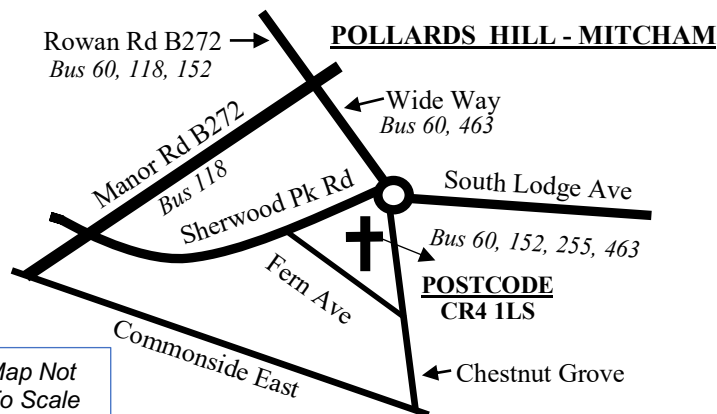 POLLARDS HILL - MITCHAM
Rowan Rd B272
Bus 60, 118, 152
Wide Way
Bus 60, 463
Manor Rd B272
Bus 118
Sherwood Pk Rd
South Lodge Ave
Bus 60, 152, 255, 463
Fern Ave
POSTCODE
CR4 1LS
Commonside East
Chestnut Grove
Map Not
To Scale